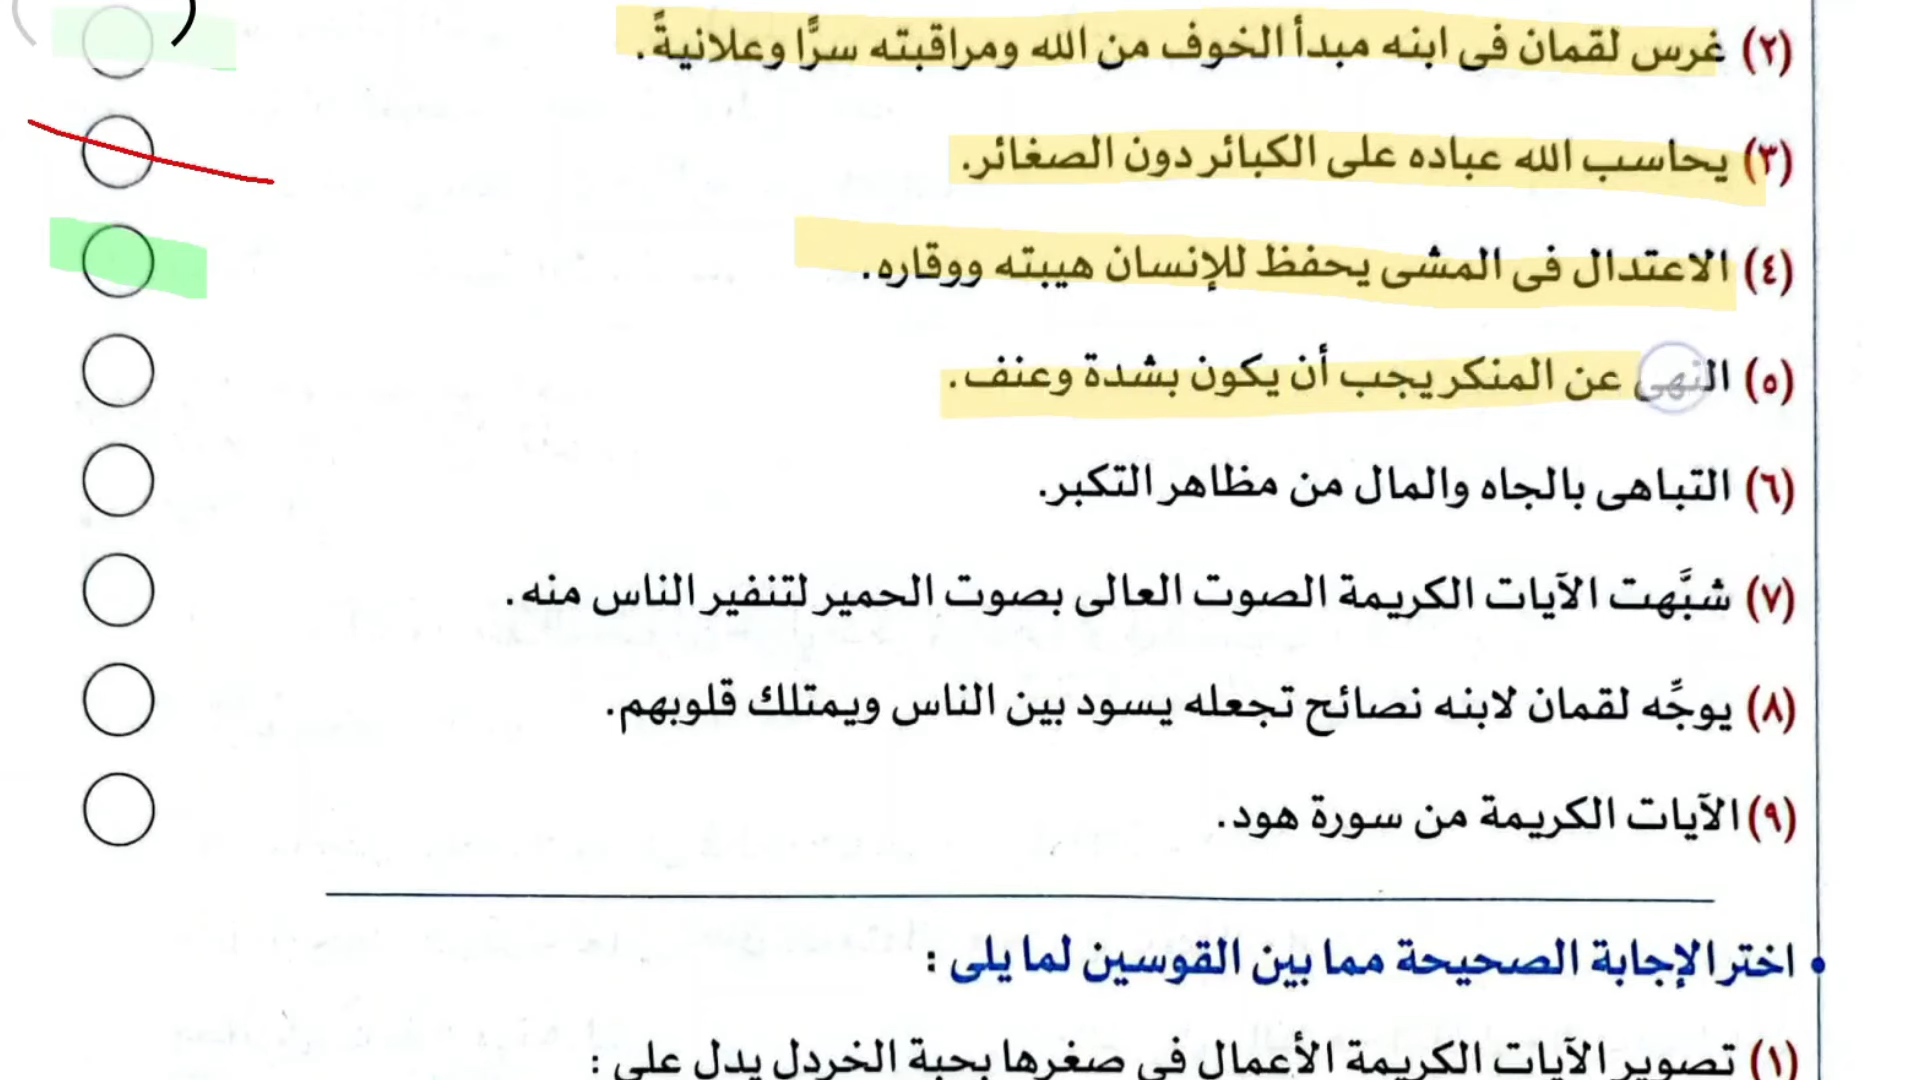 (٢) غرس لقمان فى ابنه مبدأ الخوف من الله ومراقبته سرًّا وعلانيةً.
(٣) يحاسب الله عباده على الكبائر دون الصغائر.
(٤) الاعتدال فى المشى يحفظ للإنسان هيبته ووقاره.
(٥) النهى عن المنكر يجب أن يكون بشدة وعنف.
(٦) التباهى بالجاه والمال من مظاهر التكبر.
(٧) شبَّهت الآيات الكريمة الصوت العالى بصوت الحمير لتنفير الناس منه.
(٨) يوجِّه لقمان لابنه نصائح تجعله يسود بين الناس ويمتلك قلوبهم.
(٩) الآيات الكريمة من سورة هود.
• اختر الإجابة الصحيحة مما بين القوسين لما يلى :
(١) تصوير الآيات الكريمة الأعمال فى صغرها بحبة الخردل يدل على :